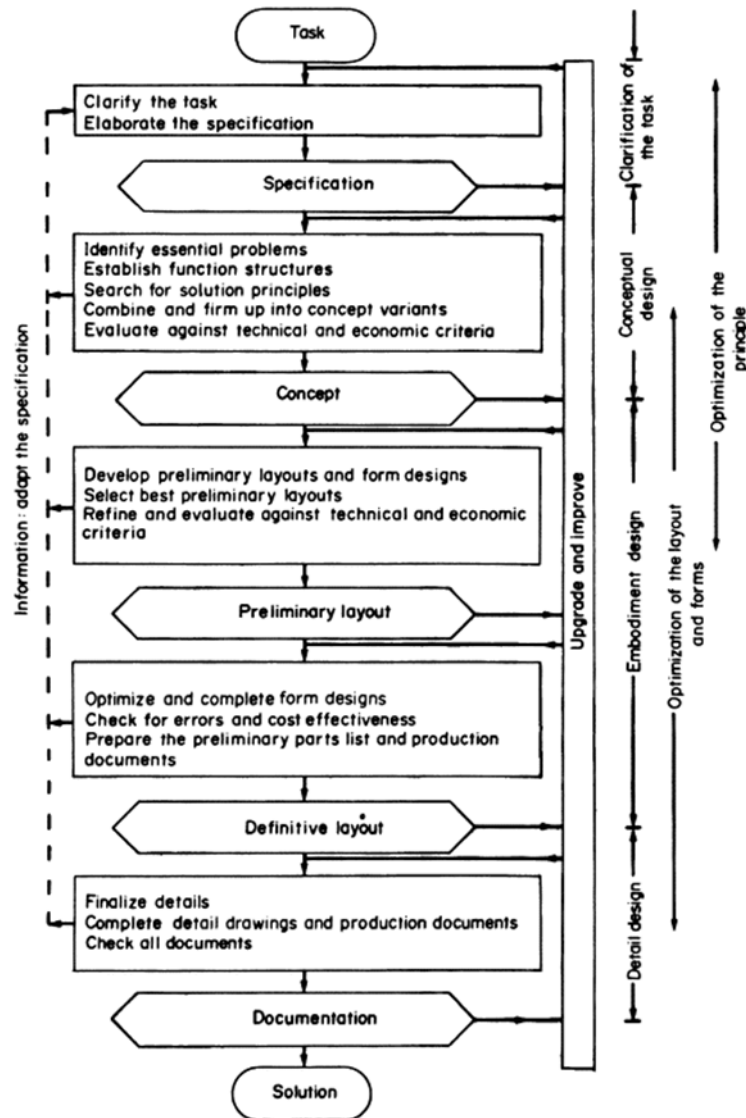 Task
Clarify the task
Elaborate the specification
Specification
Identify essential problems
Establish function structures
Search for solution principles
Combine and firm up into concept variants
Evaluate against technical and economic criteria
Concept
Develop preliminary layouts and form designs
Select best preliminary layouts
Refine and evaluate against technical and economic
criteria
Preliminary layout
Optimize and complete form designs
Check for errors and cost effectiveness
Prepare the preliminary parts list and production
documents
Definitive layout
Finalize details
Complete detail drawings and production documents
Check all documents
Documentation
Solution
Information: adapt the specification
Upgrade and improve
Clarification of
the task
Conceptual
design
Embodiment design
Detail design
Optimization of the layout
and forms
Optimization of the
principle